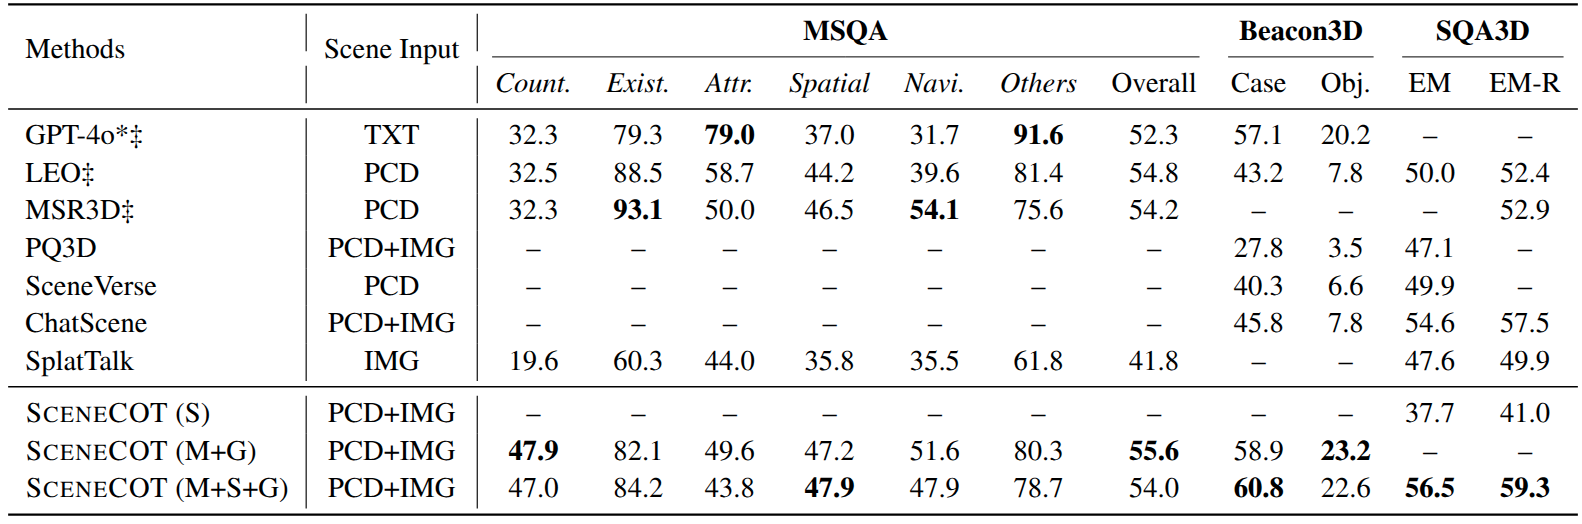 Methods Scene Input MSQA Beacon3D SQA3D
Count. Exist. Attr. Spatial Navi. Others Overall Case Obj. EM EM-R
GPT-4o*‡ TXT 32.3 79.3 79.0 37.0 31.7 91.6 52.3 57.1 20.2 – –
LEO‡ PCD 32.5 88.5 58.7 44.2 39.6 81.4 54.8 43.2 7.8 50.0 52.4
MSR3D‡ PCD 32.3 93.1 50.0 46.5 54.1 75.6 54.2 – – – 52.9
PQ3D PCD+IMG – – – – – – – 27.8 3.5 47.1 –
SceneVerse PCD – – – – – – – 40.3 6.6 49.9 –
ChatScene PCD+IMG – – – – – – – 45.8 7.8 54.6 57.5
SplatTalk IMG 19.6 60.3 44.0 35.8 35.5 61.8 41.8 – – 47.6 49.9
SCENECOT (S) PCD+IMG – – – – – – – – – 37.7 41.0
SCENECOT (M+G) PCD+IMG 47.9 82.1 49.6 47.2 51.6 80.3 55.6 58.9 23.2 – –
SCENECOT (M+S+G) PCD+IMG 47.0 84.2 43.8 47.9 47.9 78.7 54.0 60.8 22.6 56.5 59.3